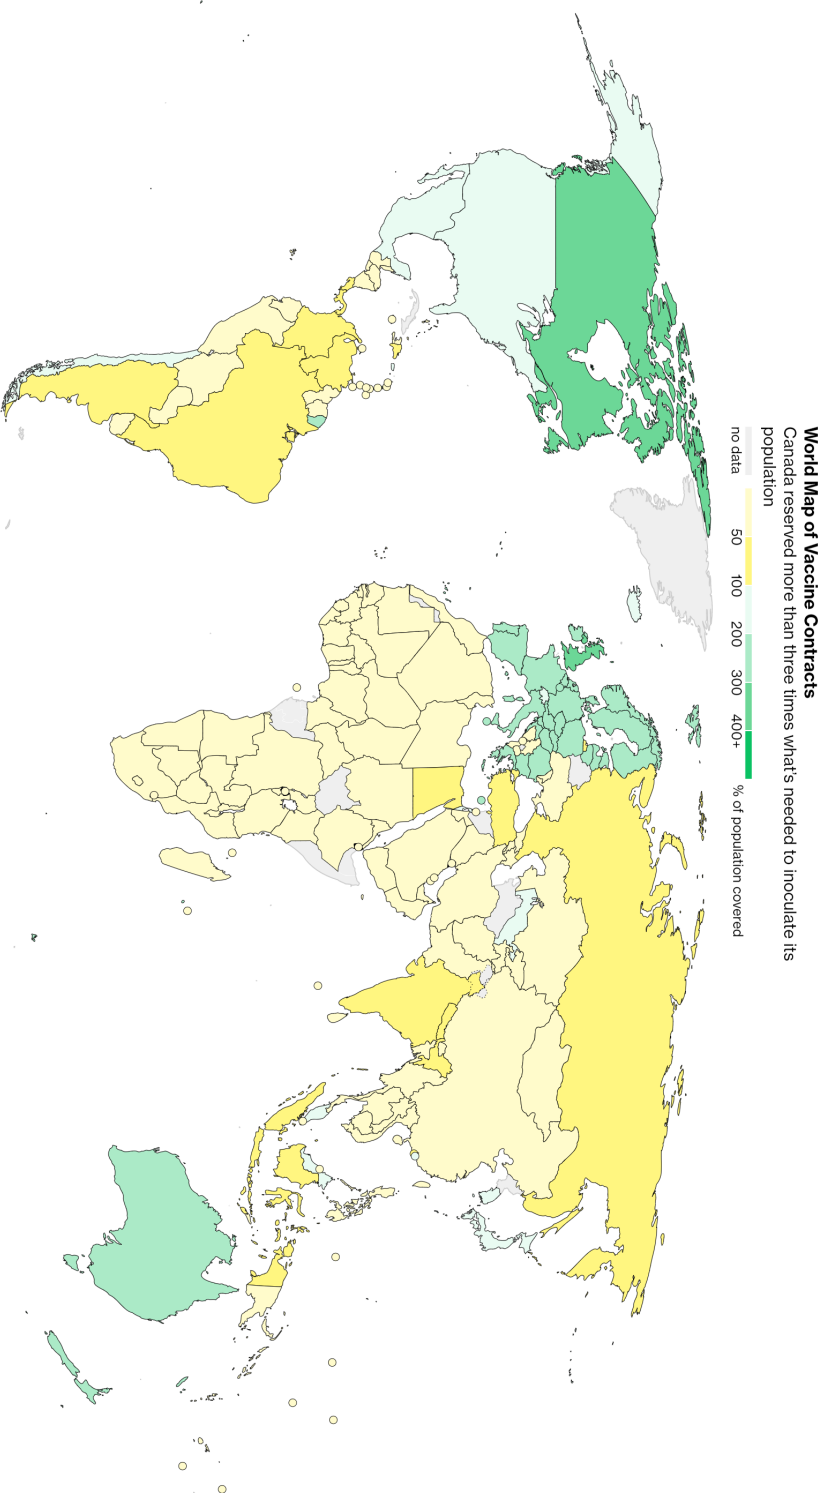 World Map of Vaccine Contracts
Canada reserved more than three times what's needed to inoculate its
population
no data 50 100 200 300 400+ % of population covered